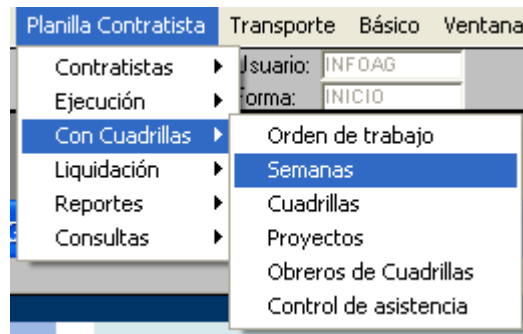 Planilla Contratista Transporte Básico Ventana
Usuario: INFOAG
Forma: INICIO
Contratistas
Ejecución
Con Cuadrillas
Liquidación
Reportes
Consultas
Orden de trabajo
Semanas
Cuadrillas
Proyectos
Obreros de Cuadrillas
Control de asistencia